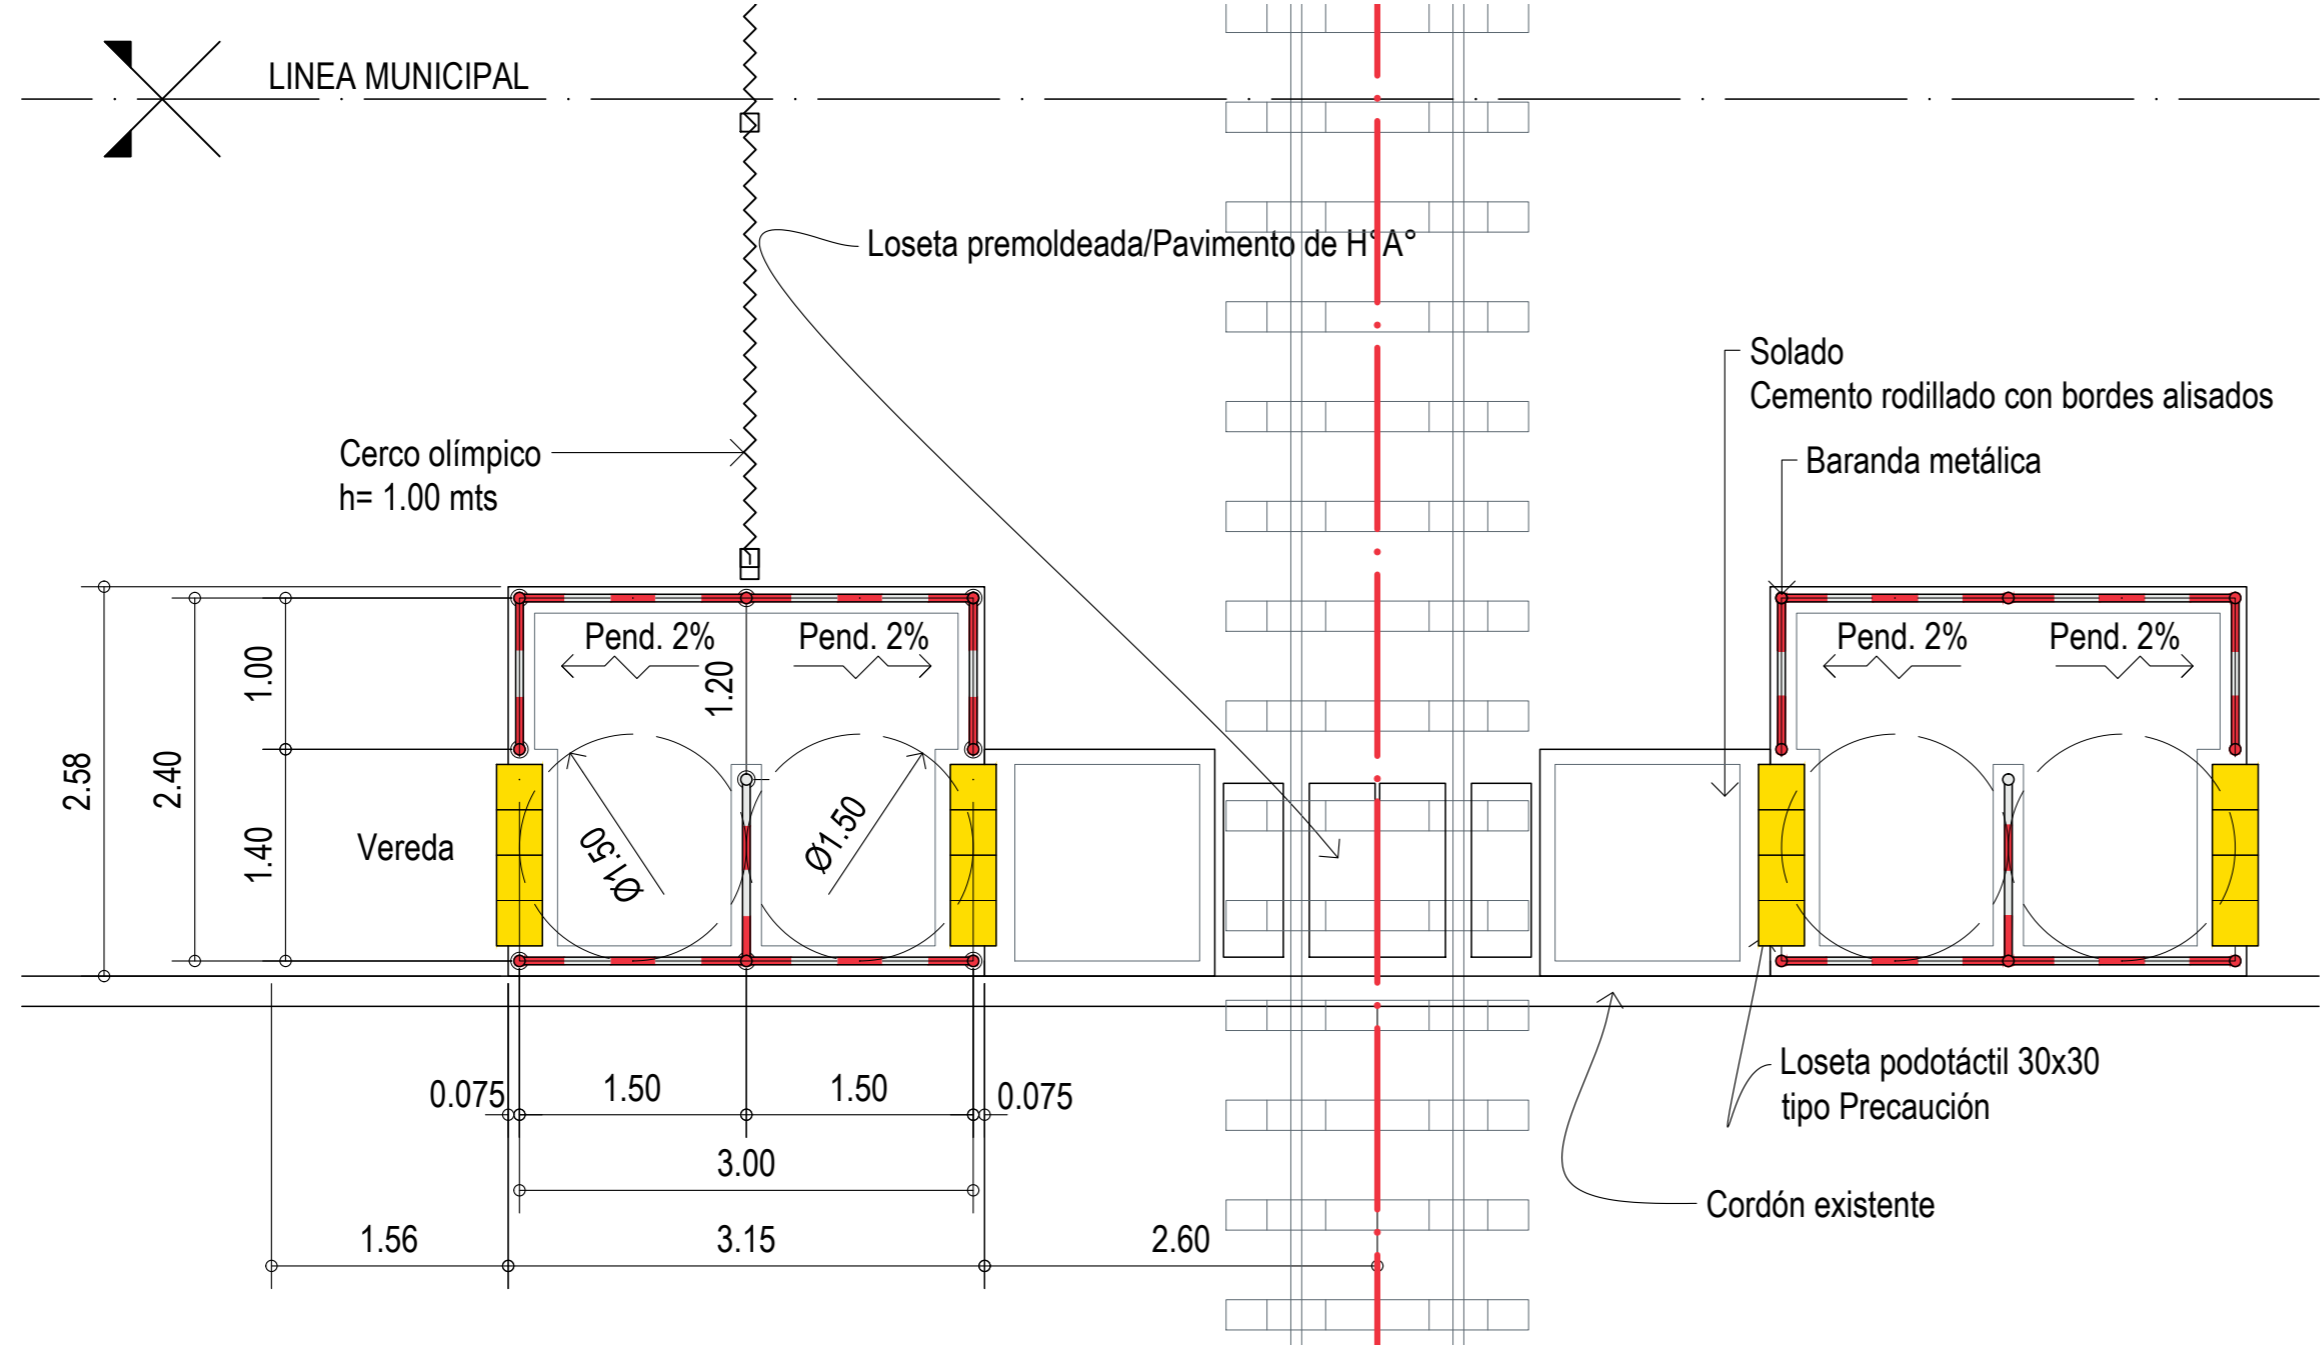 LINEA MUNICIPAL
Loseta premoldeada/Pavimento de H°A°
Solado
Cemento rodillado con bordes alisados
Cerco olímpico
h= 1.00 mts
Baranda metálica
Pend. 2%
Pend. 2%
Pend. 2%
Pend. 2%
1.00
1.20
2.58
2.40
1.40
Vereda
Ø1.50
Ø1.50
Loseta podotáctil 30x30
tipo Precaución
0.075
1.50
1.50
0.075
3.00
Cordón existente
1.56
3.15
2.60